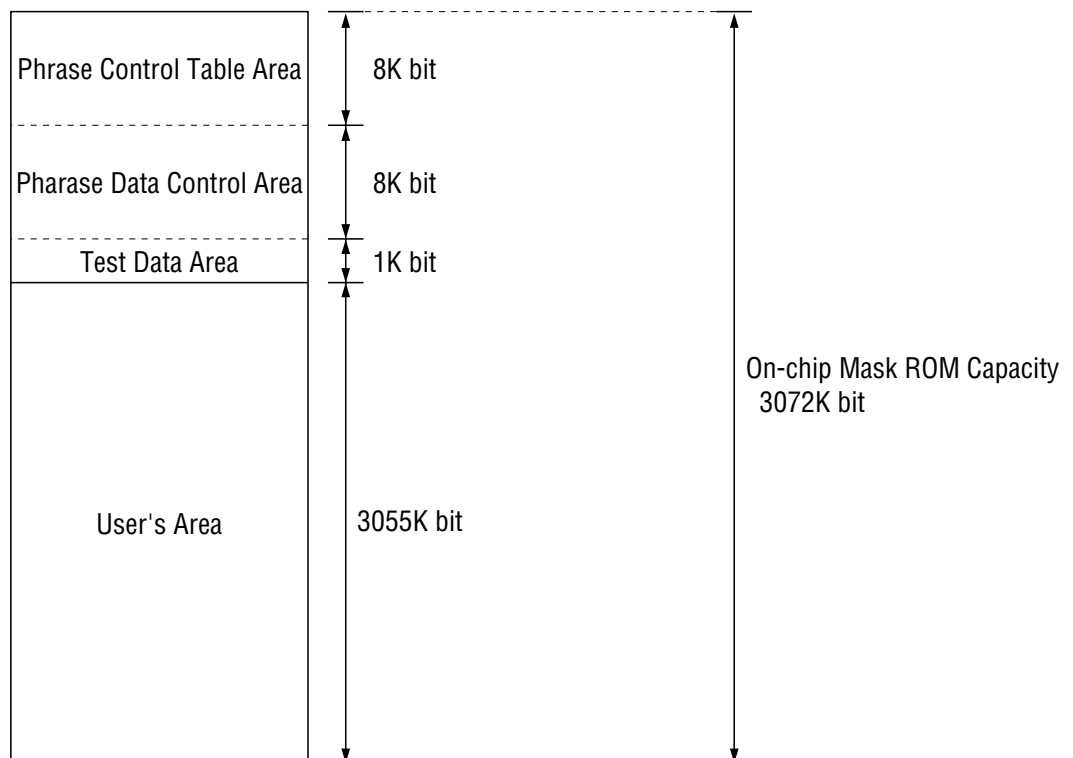 Phrase Control Table Area
8K bit
Pharase Data Control Area
8K bit
Test Data Area
1K bit
On-chip Mask ROM Capacity
3072K bit
User's Area
3055K bit